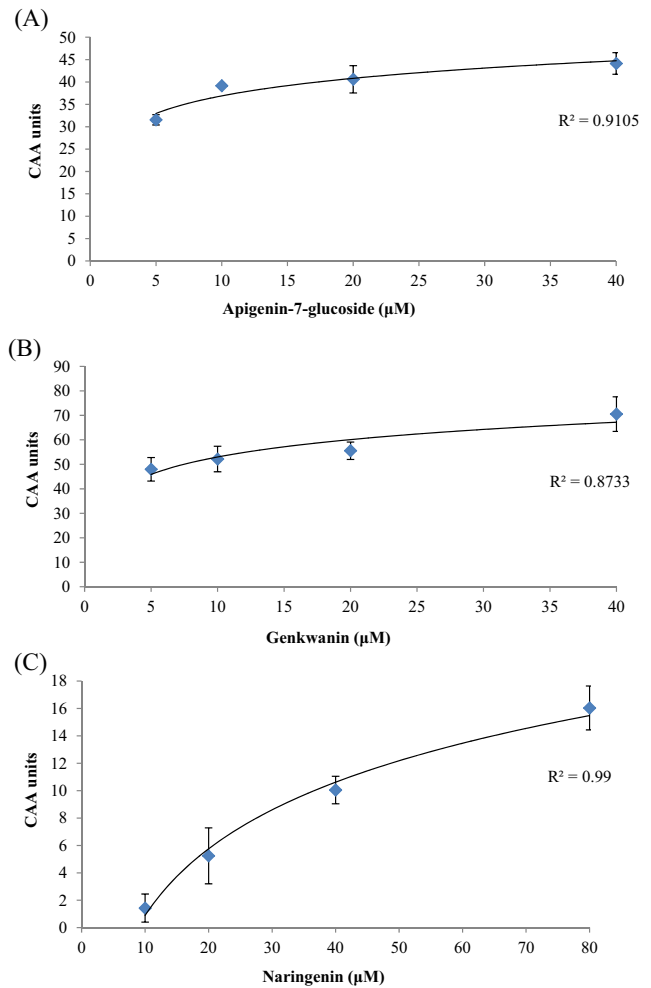 (A)
50
45
40
35
30
25
20
15
10
5
0
CAA units
R² = 0.9105
0 5 10 15 20 25 30 35 40
Apigenin-7-glucoside (µM)
(B)
90
80
70
60
50
40
30
20
10
0
CAA units
R² = 0.8733
0 5 10 15 20 25 30 35 40
Genkwanin (µM)
(C)
18
16
14
12
10
8
6
4
2
0
CAA units
R² = 0.99
0 10 20 30 40 50 60 70 80
Naringenin (µM)